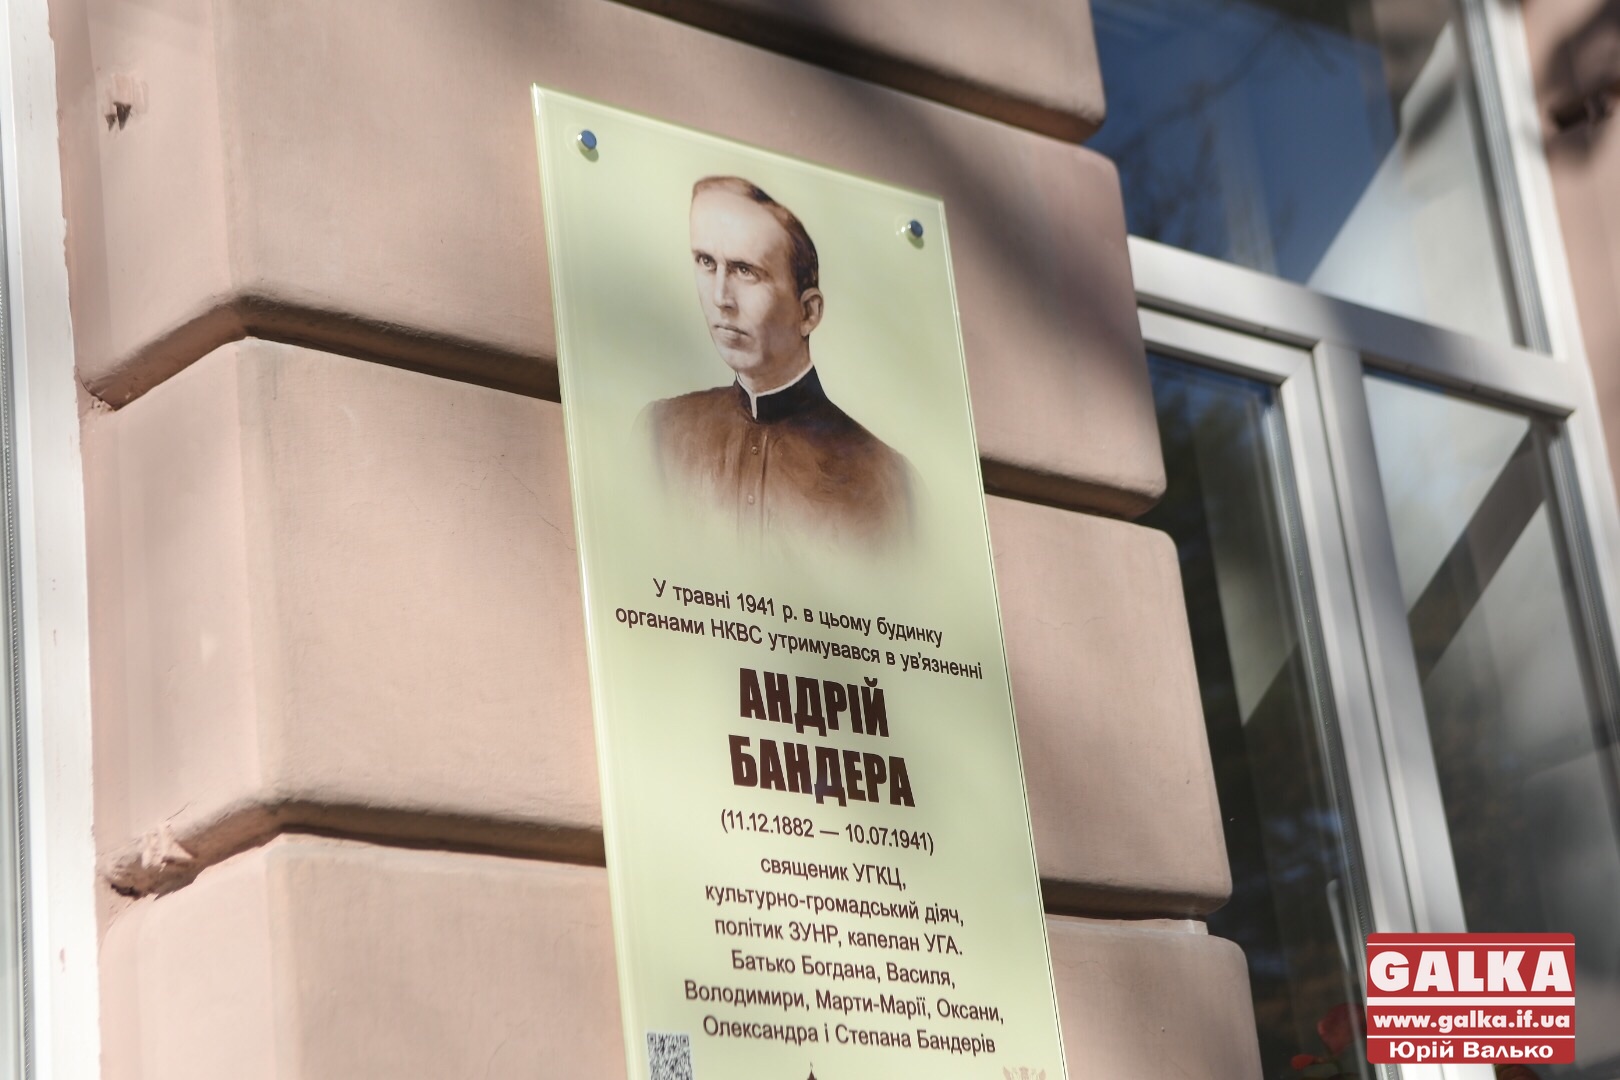 У травні 1941 р. в цьому будинку
органами НКВС утримувався в ув'язненні
АНДРІЙ
БАНДЕРА
(11.12.1882 — 10.07.1941)
священик УГКЦ,
культурно-громадський діяч,
політик ЗУНР, капелан УГА.
Батько Богдана, Василя,
Володимири, Марти-Марії, Оксани,
Олександра і Степана Бандерів
GALKA
www.galka.if.ua
Юрій Валько